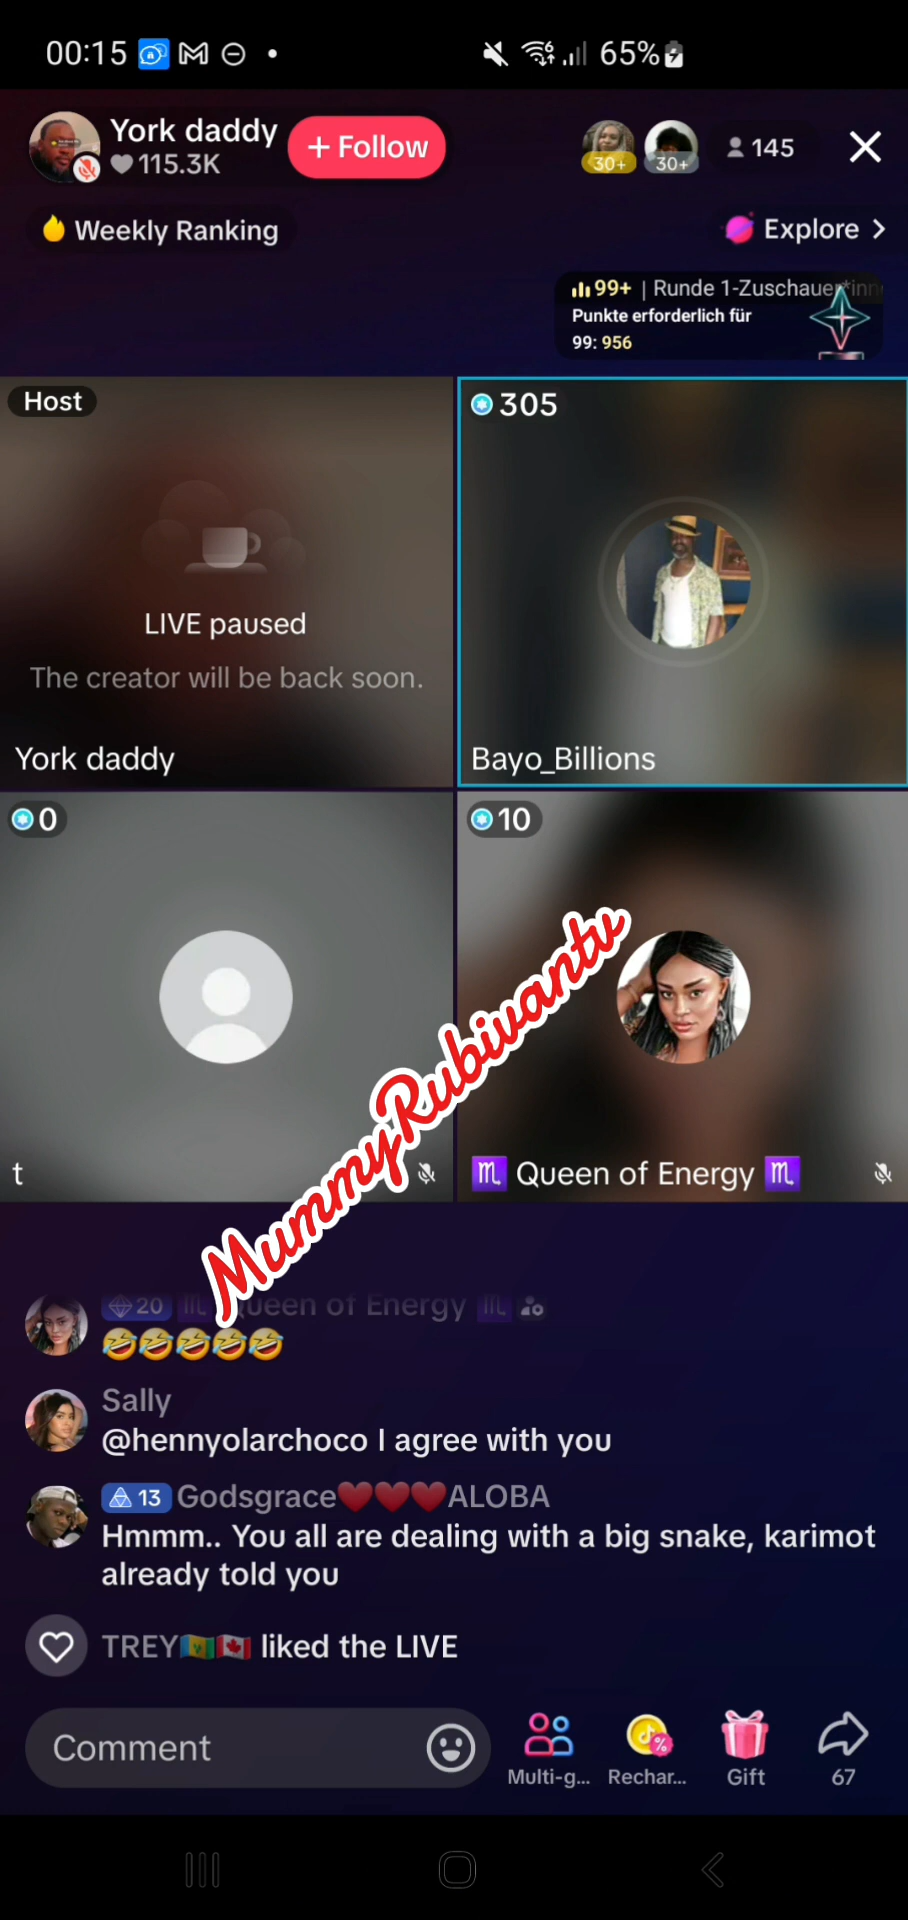 00:15
65%
York daddy
115.3K
+ Follow
30+
30+
145
Weekly Ranking
Explore >
99+ | Runde 1-Zuschauer*inn
Punkte erforderlich für
99: 956
Host
LIVE paused
The creator will be back soon.
York daddy
305
Bayo_Billions
0
t
10
♏ Queen of Energy ♏
MummyRubivantv
20 ♏ Queen of Energy ♏
🤣🤣🤣🤣🤣
Sally
@hennyolarchoco I agree with you
13 Godsgrace❤️❤️❤️ALOBA
Hmmm.. You all are dealing with a big snake, karimot
already told you
TREY🇻🇨🇨🇦 liked the LIVE
Comment
Multi-g...
Rechar...
Gift
67